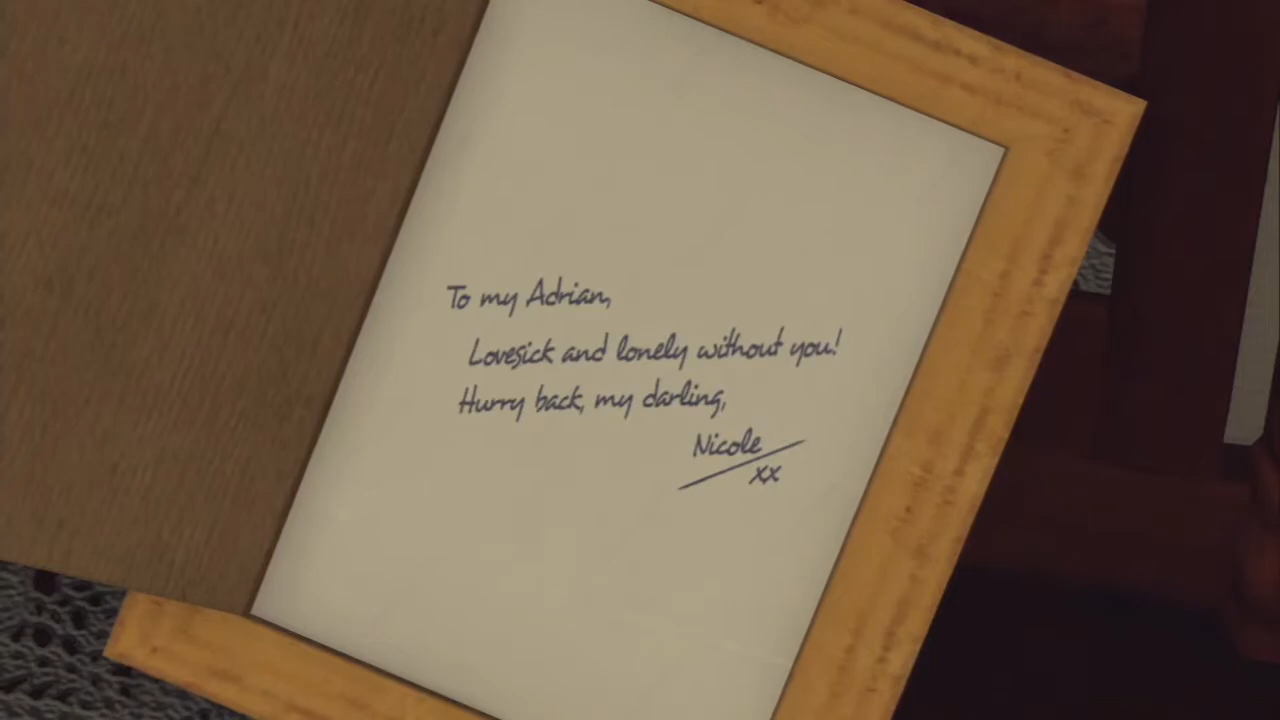 To my Adrian,
Lovesick and lonely without you!
Hurry back, my darling,
Nicole
xx